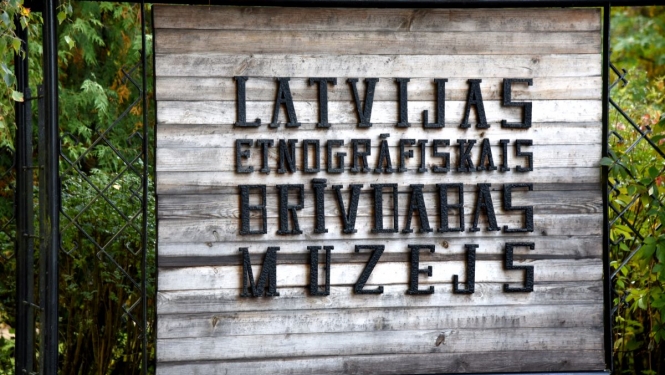 LATVIJAS
ETNOGRĀFISKAIS
BRĪVDABAS
MUZEJS